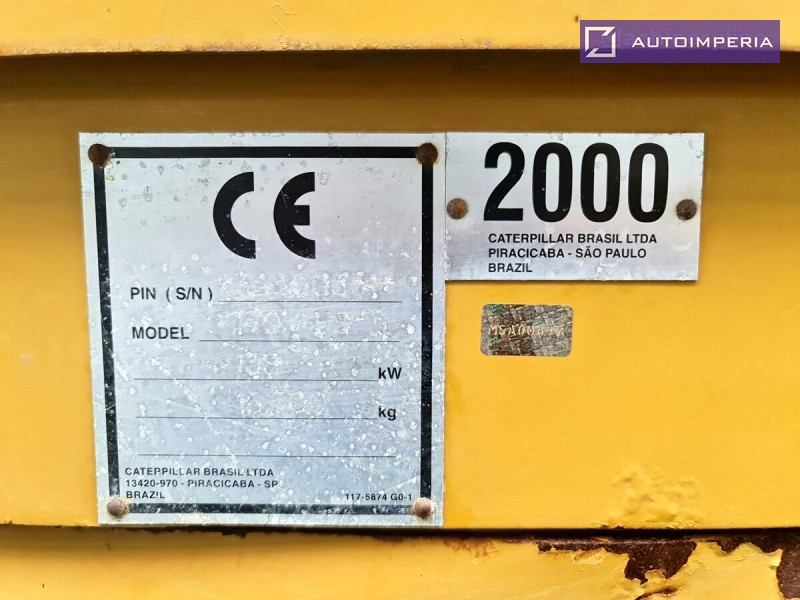 AUTOIMPERIA
CE
PIN ( S/N )
MODEL
kW
kg
CATERPILLAR BRASIL LTDA
13420-970 - PIRACICABA - SP
BRAZIL
117-5874 G0-1
2000
CATERPILLAR BRASIL LTDA
PIRACICABA - SÃO PAULO
BRAZIL